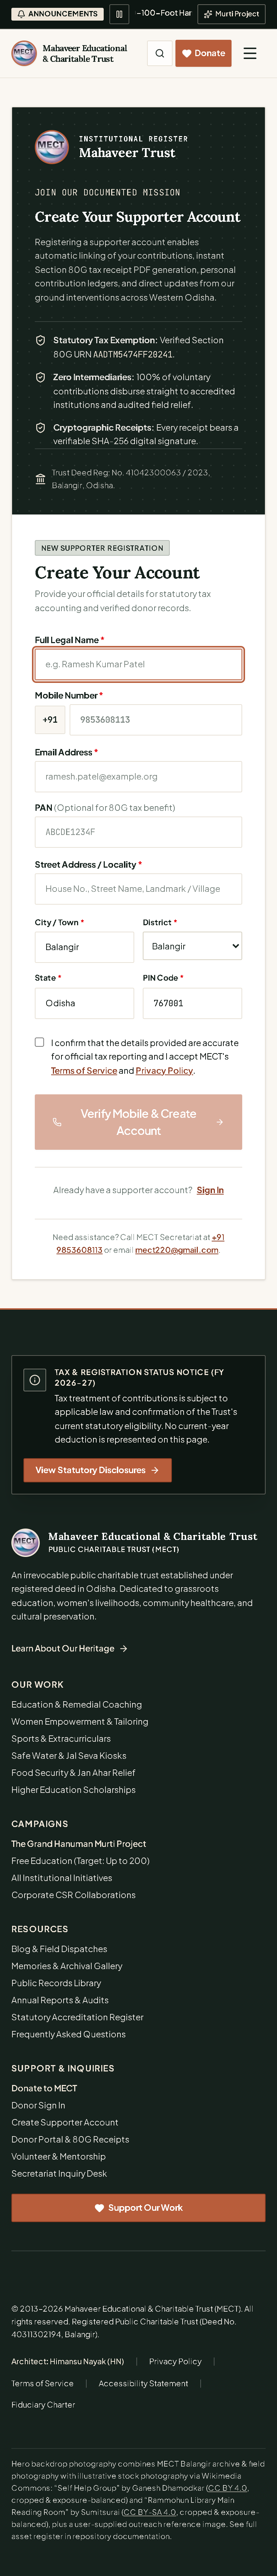 ANNOUNCEMENTS
–100-Foot Har
Murti Project
MECT
Mahaveer Educational
& Charitable Trust
Donate
MECT
INSTITUTIONAL REGISTER
Mahaveer Trust
JOIN OUR DOCUMENTED MISSION
Create Your Supporter Account
Registering a supporter account enables
automatic linking of your contributions, instant
Section 80G tax receipt PDF generation, personal
contribution ledgers, and direct updates from our
ground interventions across Western Odisha.
Statutory Tax Exemption: Verified Section
80G URN AADTM5474FF20241.
Zero Intermediaries: 100% of voluntary
contributions disburse straight to accredited
institutions and audited field relief.
Cryptographic Receipts: Every receipt bears a
verifiable SHA-256 digital signature.
Trust Deed Reg: No. 41042300063 / 2023,
Balangir, Odisha.
NEW SUPPORTER REGISTRATION
Create Your Account
Provide your official details for statutory tax
accounting and verified donor records.
Full Legal Name *
e.g. Ramesh Kumar Patel
Mobile Number *
+91
9853608113
Email Address *
ramesh.patel@example.org
PAN (Optional for 80G tax benefit)
ABCDE1234F
Street Address / Locality *
House No., Street Name, Landmark / Village
City / Town *
District *
Balangir
Balangir
State *
PIN Code *
Odisha
767001
I confirm that the details provided are accurate
for official tax reporting and I accept MECT's
Terms of Service and Privacy Policy.
Verify Mobile & Create
Account
Already have a supporter account? Sign In
Need assistance? Call MECT Secretariat at +91
9853608113 or email mect220@gmail.com.
TAX & REGISTRATION STATUS NOTICE (FY
2026-27)
Tax treatment of contributions is subject to
applicable law and confirmation of the Trust's
current statutory eligibility. No current-year
deduction is represented on this page.
View Statutory Disclosures
MECT
Mahaveer Educational & Charitable Trust
PUBLIC CHARITABLE TRUST (MECT)
An irrevocable public charitable trust established under
registered deed in Odisha. Dedicated to grassroots
education, women's livelihoods, community healthcare, and
cultural preservation.
Learn About Our Heritage
OUR WORK
Education & Remedial Coaching
Women Empowerment & Tailoring
Sports & Extracurriculars
Safe Water & Jal Seva Kiosks
Food Security & Jan Ahar Relief
Higher Education Scholarships
CAMPAIGNS
The Grand Hanuman Murti Project
Free Education (Target: Up to 200)
All Institutional Initiatives
Corporate CSR Collaborations
RESOURCES
Blog & Field Dispatches
Memories & Archival Gallery
Public Records Library
Annual Reports & Audits
Statutory Accreditation Register
Frequently Asked Questions
SUPPORT & INQUIRIES
Donate to MECT
Donor Sign In
Create Supporter Account
Donor Portal & 80G Receipts
Volunteer & Mentorship
Secretariat Inquiry Desk
Support Our Work
© 2013–2026 Mahaveer Educational & Charitable Trust (MECT). All
rights reserved. Registered Public Charitable Trust (Deed No.
40311302194, Balangir).
Architect: Himansu Nayak (HN) | Privacy Policy |
Terms of Service | Accessibility Statement |
Fiduciary Charter
Hero backdrop photography combines MECT Balangir archive & field
photography with illustrative stock photography via Wikimedia
Commons: "Self Help Group" by Ganesh Dhamodkar (CC BY 4.0,
cropped & exposure-balanced) and "Rammohun Library Main
Reading Room" by Sumitsurai (CC BY-SA 4.0, cropped & exposure-
balanced), plus a user-supplied outreach reference image. See full
asset register in repository documentation.